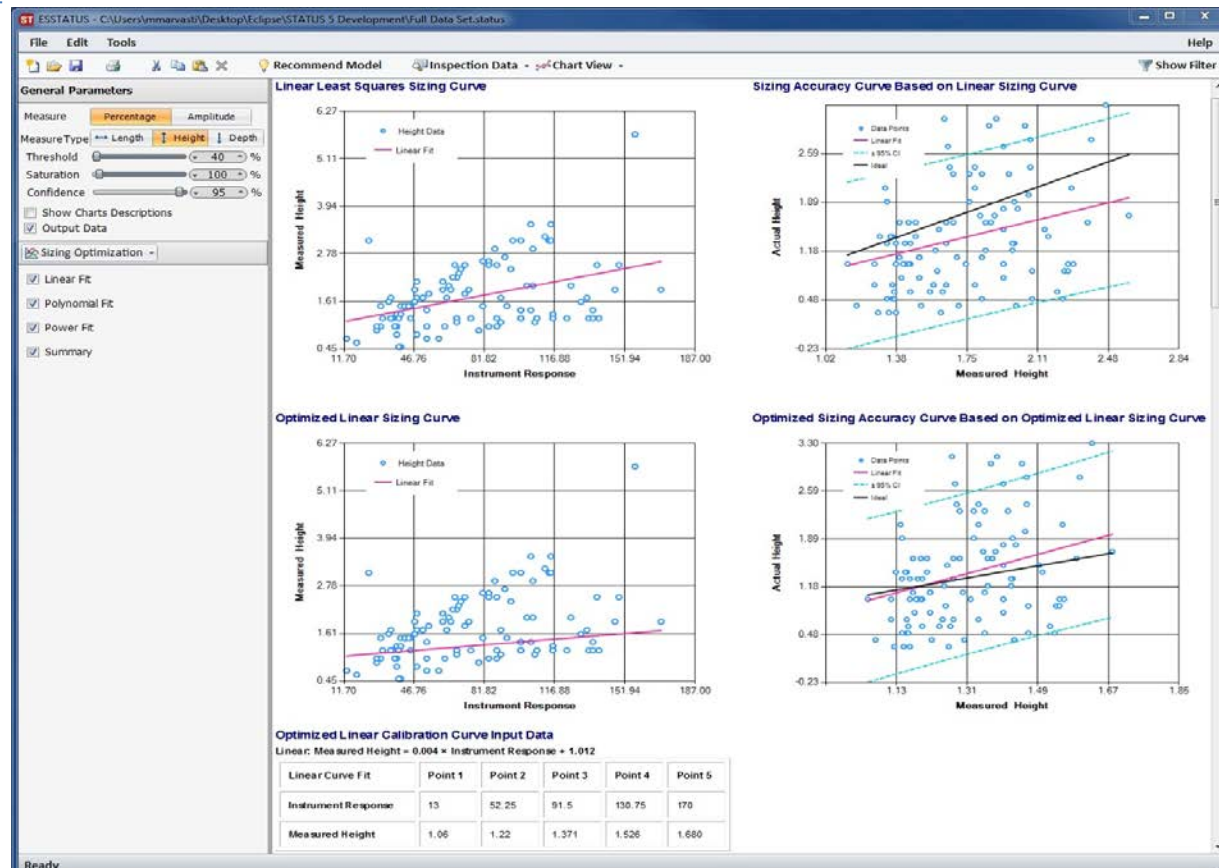 ESSTATUS - C:\Users\mmarvasti\Desktop\Eclipse\STATUS 5 Development\Full Data Set.status
File Edit Tools Help
Recommend Model Inspection Data Chart View Show Filter
General Parameters
Measure Percentage Amplitude
MeasureType Length Height Depth
Threshold 40 %
Saturation 100 %
Confidence 95 %
Show Charts Descriptions
Output Data
Sizing Optimization
Linear Fit
Polynomal Fit
Power Fit
Summary
Linear Least Squares Sizing Curve
6.27
5.11
3.94
2.78
1.61
0.45
Measured Height
Height Data
Linear Fit
11.70 46.76 81.82 116.88 151.94 187.00
Instrument Response
Sizing Accuracy Curve Based on Linear Sizing Curve
2.59
1.89
1.18
0.48
-0.23
Actual Height
Data Points
Linear Fit
± 95% CI
Ideal
1.02 1.38 1.75 2.11 2.48 2.84
Measured Height
Optimized Linear Sizing Curve
6.27
5.11
3.94
2.78
1.61
0.45
Measured Height
Height Data
Linear Fit
11.70 46.76 81.82 116.88 151.94 187.00
Instrument Response
Optimized Sizing Accuracy Curve Based on Optimized Linear Sizing Curve
3.30
2.59
1.89
1.18
0.48
-0.23
Actual Height
Data Points
Linear Fit
± 95% CI
Ideal
1.13 1.31 1.49 1.67 1.85
Measured Height
Optimized Linear Calibration Curve Input Data
Linear: Measured Height = 0.004 × Instrument Response + 1.012
Linear Curve Fit Point 1 Point 2 Point 3 Point 4 Point 5
Instrument Response 13 52.25 91.5 130.75 170
Measured Height 1.06 1.22 1.371 1.526 1.680
Ready